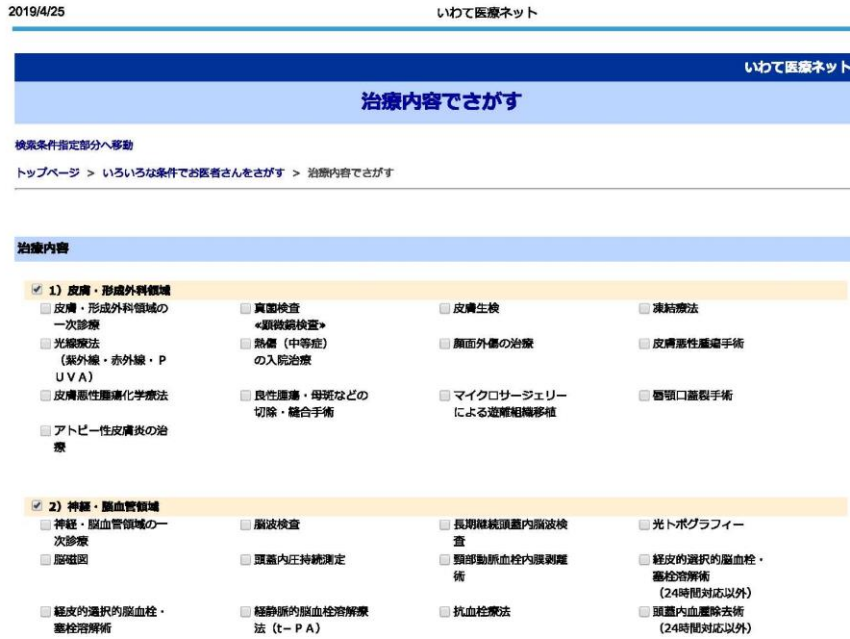 2019/4/25 いわて医療ネット
いわて医療ネット
治療内容でさがす
検索条件指定部分へ移動
トップページ > いろいろな条件でお医者さんをさがす > 治療内容でさがす
治療内容
1）皮膚・形成外科領域
皮膚・形成外科領域の 真菌検査 皮膚生検 凍結療法
一次診療 ≪顕微鏡検査≫
光線療法 熱傷（中等症） 顔面外傷の治療 皮膚悪性腫瘍手術
（紫外線・赤外線・Ｐ の入院治療
ＵＶＡ）
皮膚悪性腫瘍化学療法 良性腫瘍・母斑などの マイクロサージェリー 唇顎口蓋裂手術
切除・縫合手術 による遊離組織移植
アトピー性皮膚炎の治
療
2）神経・脳血管領域
神経・脳血管領域の一 脳波検査 長期継続頭蓋内脳波検 光トポグラフィー
次診療 査
脳磁図 頭蓋内圧持続測定 頸部動脈血栓内膜剥離 経皮的選択的脳血栓・
術 塞栓溶解術
（24時間対応以外）
経皮的選択的脳血栓・ 経静脈的脳血栓溶解療 抗血栓療法 頭蓋内血腫除去術
塞栓溶解術 法（t－ＰＡ） （24時間対応以外）